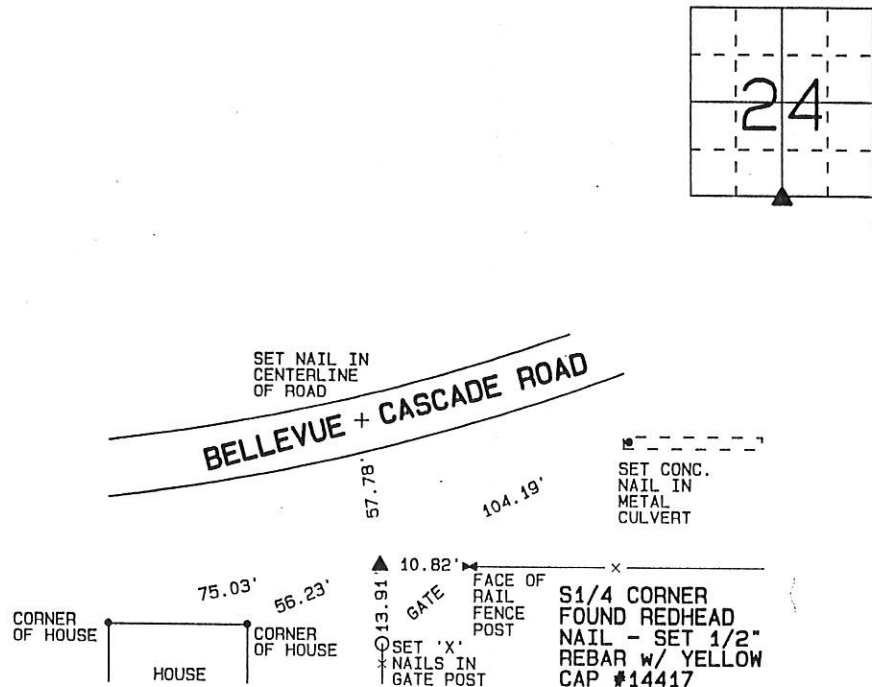 24
SET NAIL IN
CENTERLINE
OF ROAD
BELLEVUE + CASCADE ROAD
57.78'
104.19'
SET CONC.
NAIL IN
METAL
CULVERT
75.03'
56.23'
10.82'
13.91'
GATE
FACE OF
RAIL
FENCE
POST
CORNER
OF HOUSE
CORNER
OF HOUSE
HOUSE
SET 'X'
NAILS IN
GATE POST
S1/4 CORNER
FOUND REDHEAD
NAIL - SET 1/2"
REBAR w/ YELLOW
CAP #14417